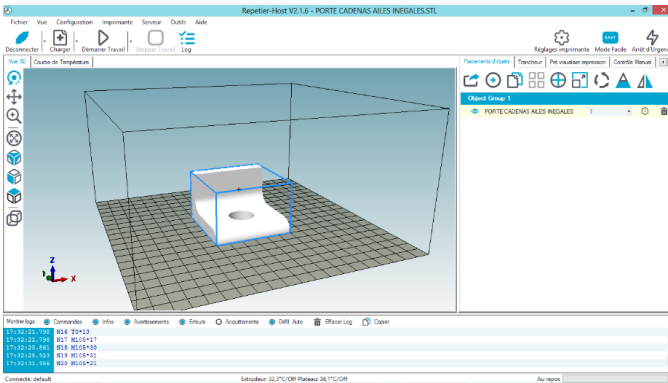 Repetier-Host V2.1.6 - PORTE CADENAS AILES INEGALES.STL
Fichier Vue Configuration Imprimante Serveur Outils Aide
Déconnecter Charger Démarrer Travail Stopper Travail Log Réglages imprimante EASY Mode Facile Arrêt d'Urgence
Vue 3D Courbe de Température Placements d'objets Trancheur Pré visualiser impression Contrôle Manuel
Object Group 1
PORTE CADENAS AILES INEGALES 1
Z
X
Montrer logs Commandes Infos Avertissements Erreurs Acquittements Défil. Auto Effacer Log Copier
17:32:21.798 N16 T0*13
17:32:22.798 N17 M105*17
17:32:25.861 N18 M105*30
17:32:28.923 N19 M105*31
17:32:31.986 N20 M105*21
Connecté: default Extrudeur: 32,3°C/Off Plateau: 34,1°C/Off Au repos